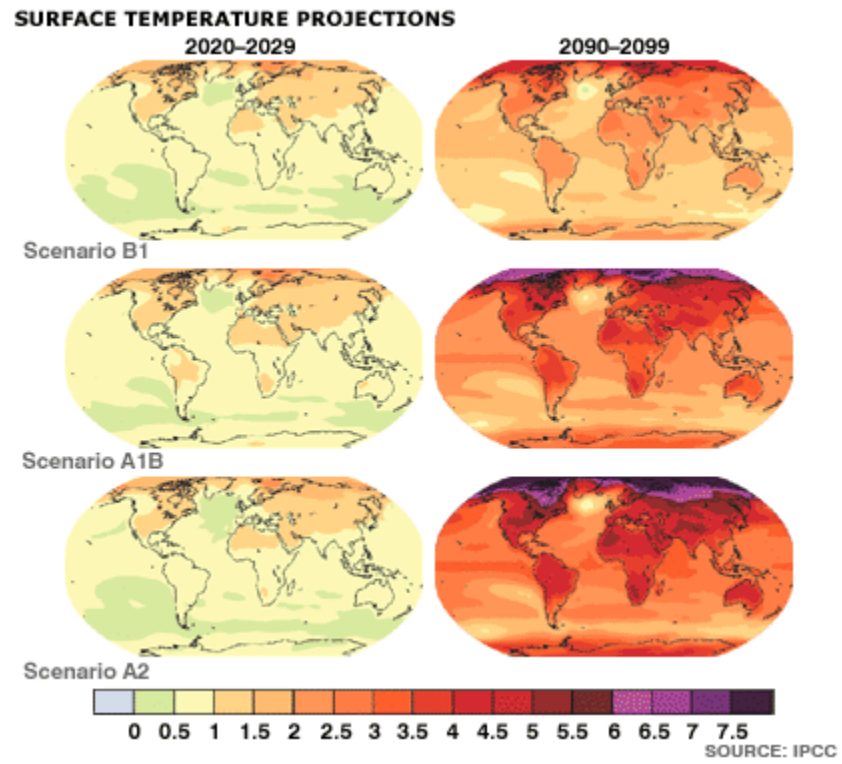 SURFACE TEMPERATURE PROJECTIONS
2020–2029 2090–2099
Scenario B1
Scenario A1B
Scenario A2
0 0.5 1 1.5 2 2.5 3 3.5 4 4.5 5 5.5 6 6.5 7 7.5
SOURCE: IPCC